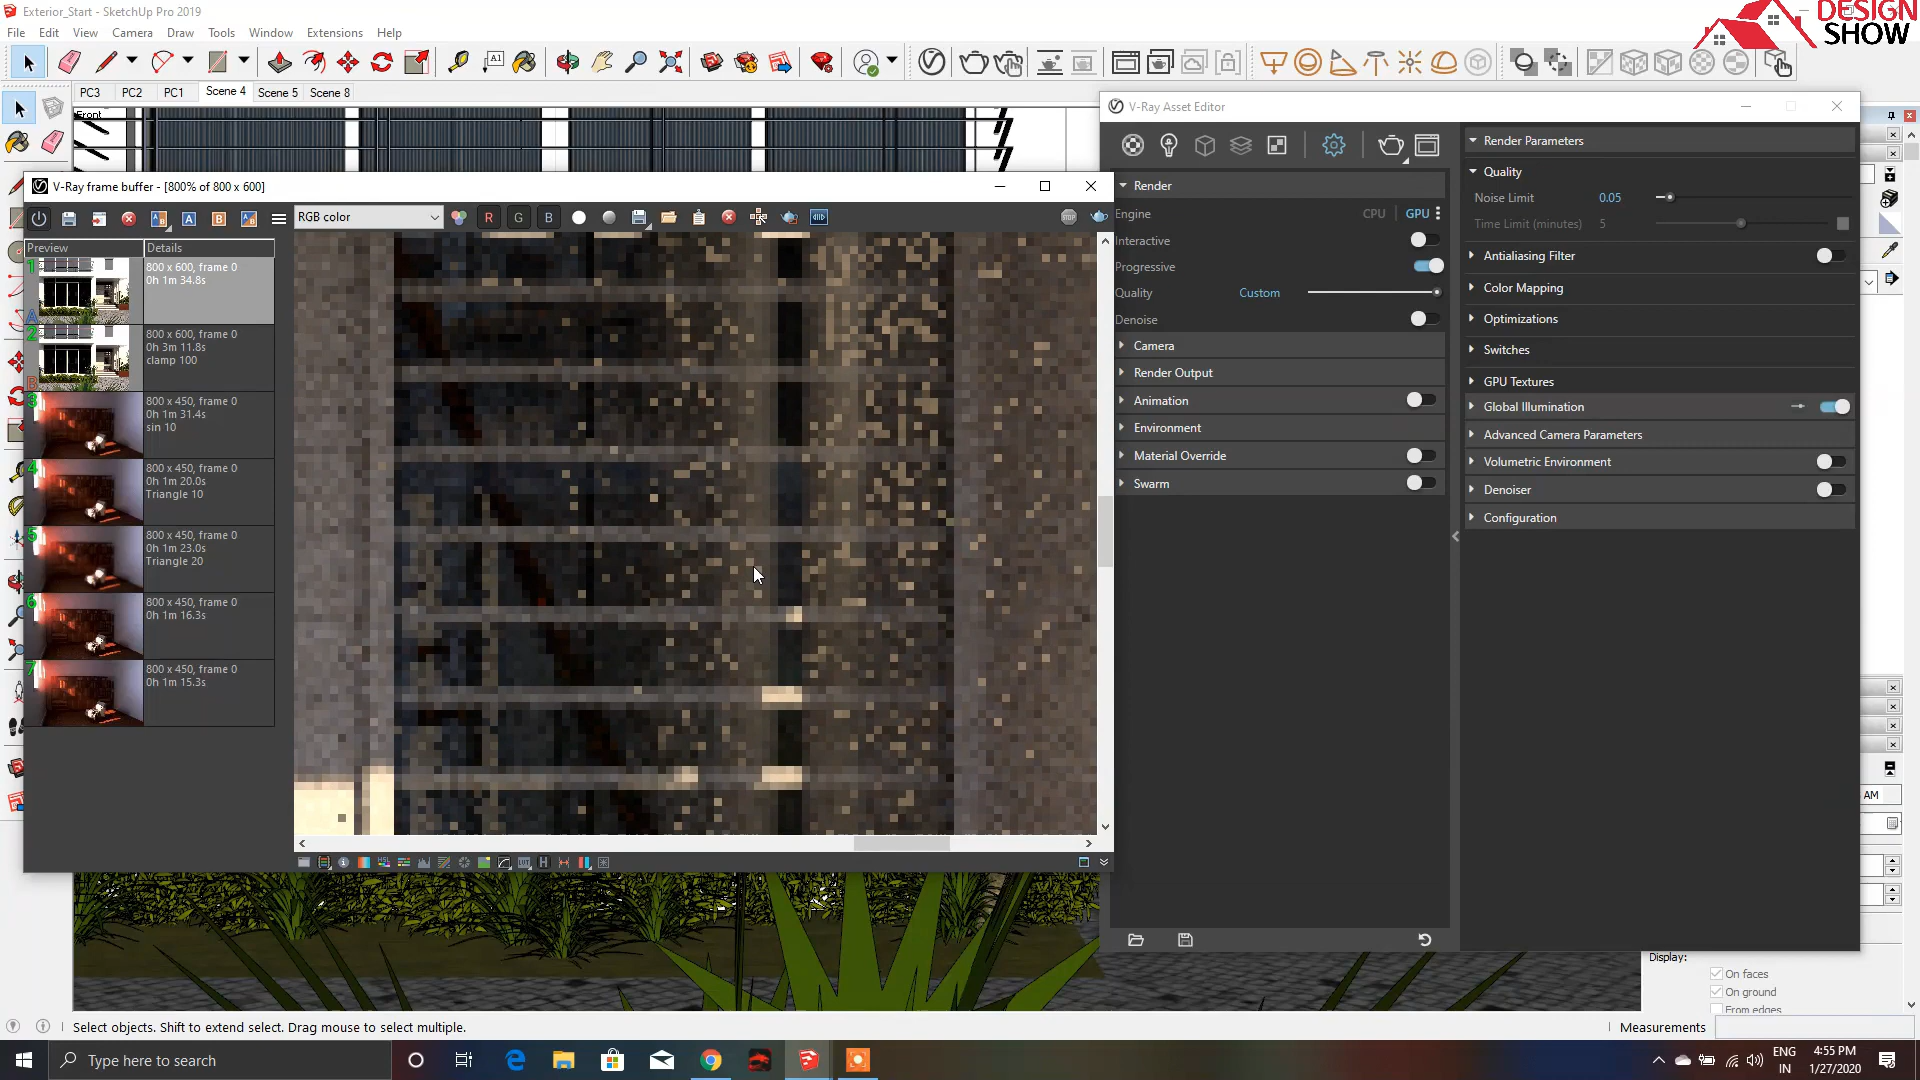 Exterior_Start - SketchUp Pro 2019
DESIGN
SHOW
File Edit View Camera Draw Tools Window Extensions Help
PC3 PC2 PC1 Scene 4 Scene 5 Scene 8
Front
V-Ray Asset Editor
V-Ray frame buffer - [800% of 800 x 600]
RGB color
R G B
Preview Details
800 x 600, frame 0
0h 1m 34.8s
800 x 600, frame 0
0h 3m 11.8s
clamp 100
800 x 450, frame 0
0h 1m 31.4s
sin 10
800 x 450, frame 0
0h 1m 20.0s
Triangle 10
800 x 450, frame 0
0h 1m 23.0s
Triangle 20
800 x 450, frame 0
0h 1m 16.3s
800 x 450, frame 0
0h 1m 15.3s
1
A
2
B
3
4
5
6
7
Render
Engine CPU GPU
Interactive
Progressive
Quality Custom
Denoise
Camera
Render Output
Animation
Environment
Material Override
Swarm
Render Parameters
Quality
Noise Limit 0.05
Time Limit (minutes) 5
Antialiasing Filter
Color Mapping
Optimizations
Switches
GPU Textures
Global Illumination
Advanced Camera Parameters
Volumetric Environment
Denoiser
Configuration
AM
Display:
On faces
On ground
From edges
Select objects. Shift to extend select. Drag mouse to select multiple.
Measurements
Type here to search
ENG
IN
4:55 PM
1/27/2020